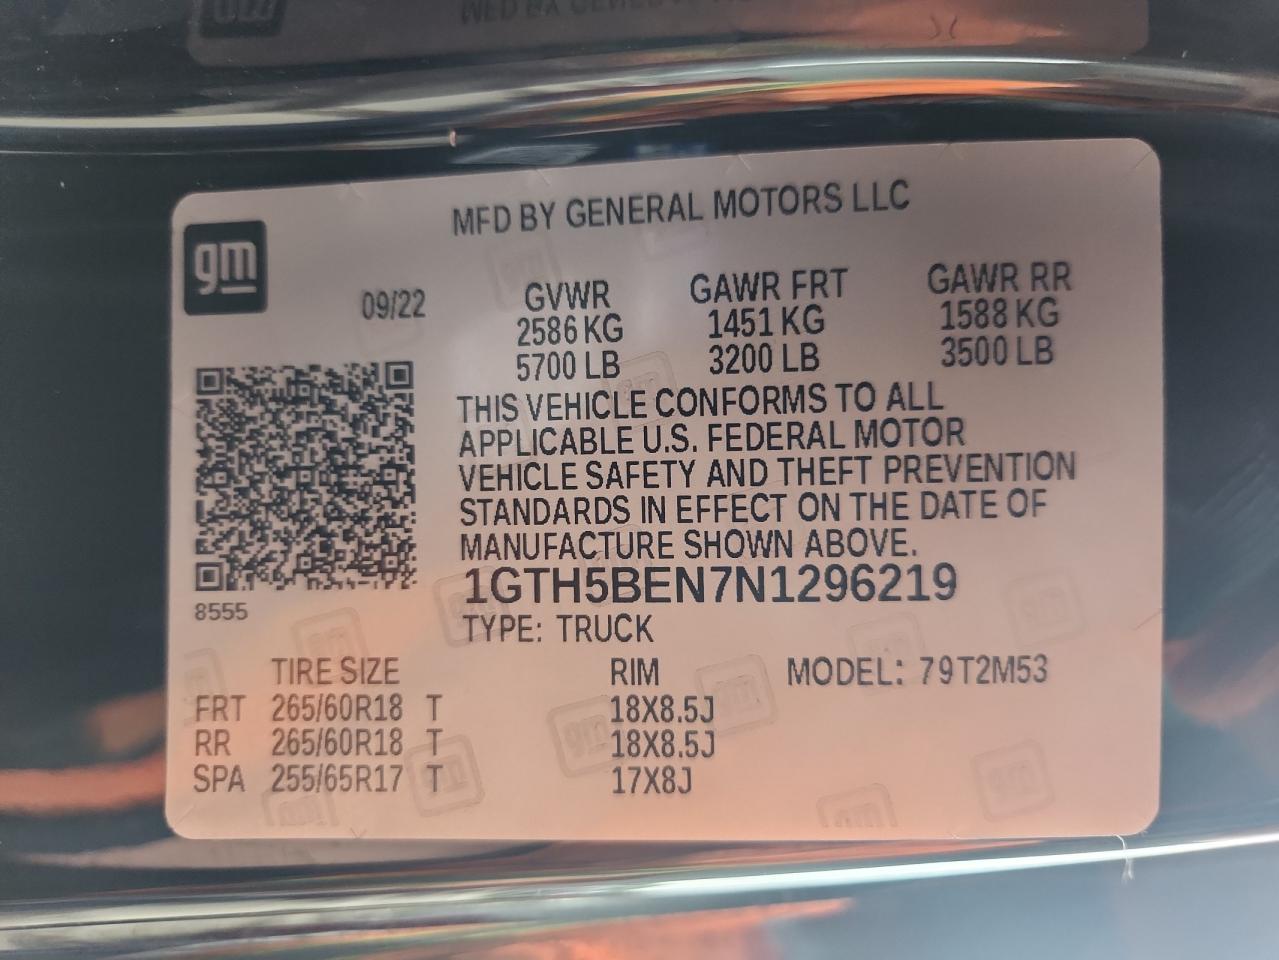 MFD BY GENERAL MOTORS LLC
gm
09/22
GVWR GAWR FRT GAWR RR
2586 KG 1451 KG 1588 KG
5700 LB 3200 LB 3500 LB
THIS VEHICLE CONFORMS TO ALL
APPLICABLE U.S. FEDERAL MOTOR
VEHICLE SAFETY AND THEFT PREVENTION
STANDARDS IN EFFECT ON THE DATE OF
MANUFACTURE SHOWN ABOVE.
1GTH5BEN7N1296219
8555
TYPE: TRUCK
TIRE SIZE RIM MODEL: 79T2M53
FRT 265/60R18 T 18X8.5J
RR 265/60R18 T 18X8.5J
SPA 255/65R17 T 17X8J